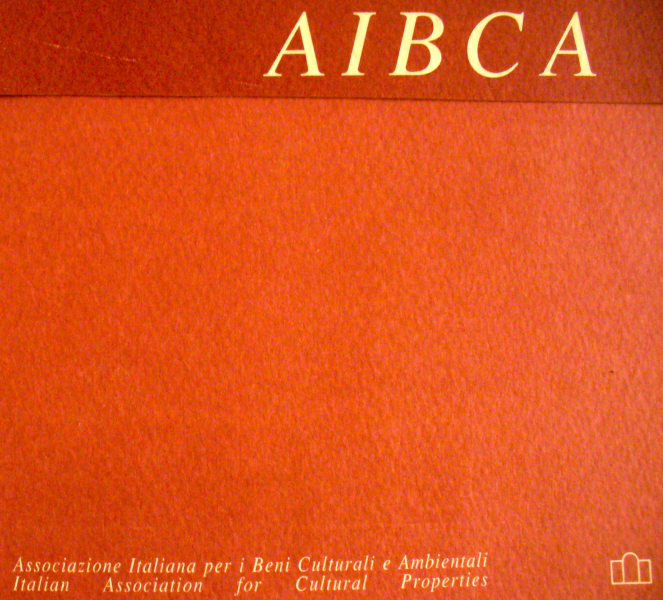 AIBCA
Associazione Italiana per i Beni Culturali e Ambientali
Italian Association for Cultural Properties